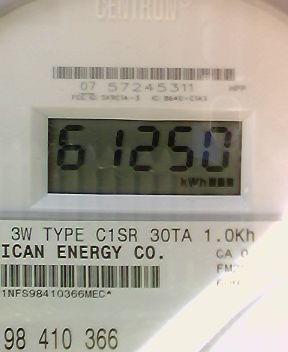 CENTRON®
07 57245311
61250
kWh
3W TYPE C1SR 30TA 1.0Kh
ICAN ENERGY CO.
CA 0
1NFS98410366MEC*
98 410 366